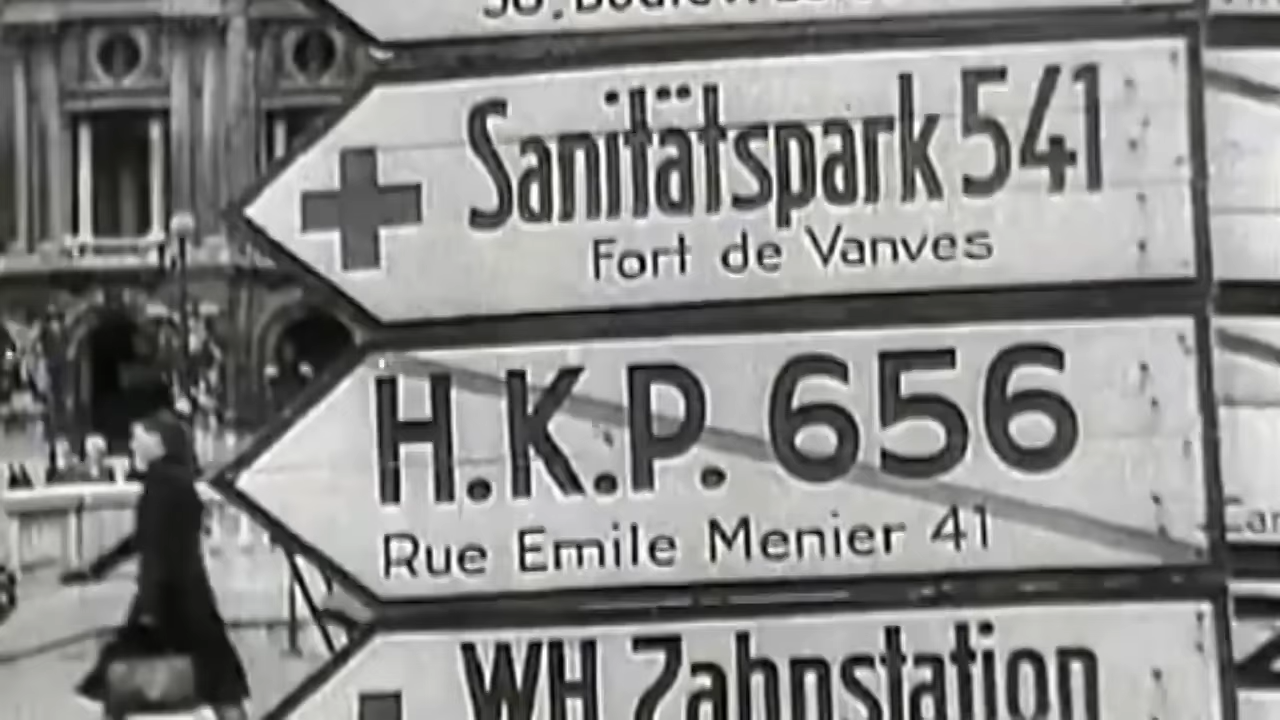 Sanitätspark 541
Fort de Vanves
H.K.P. 656
Rue Emile Menier 41
WH Zahnstation